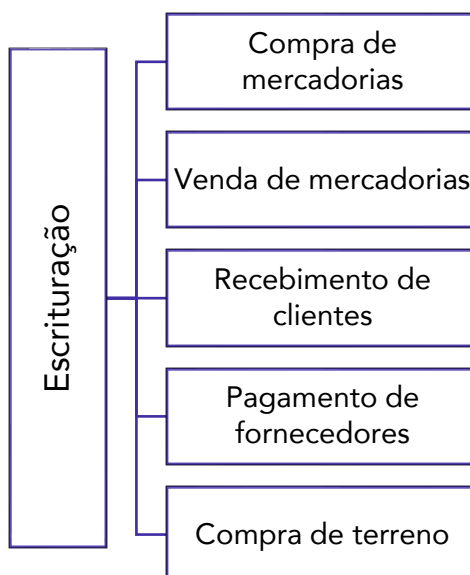 Escrituração
Compra de
mercadorias
Venda de mercadorias
Recebimento de
clientes
Pagamento de
fornecedores
Compra de terreno